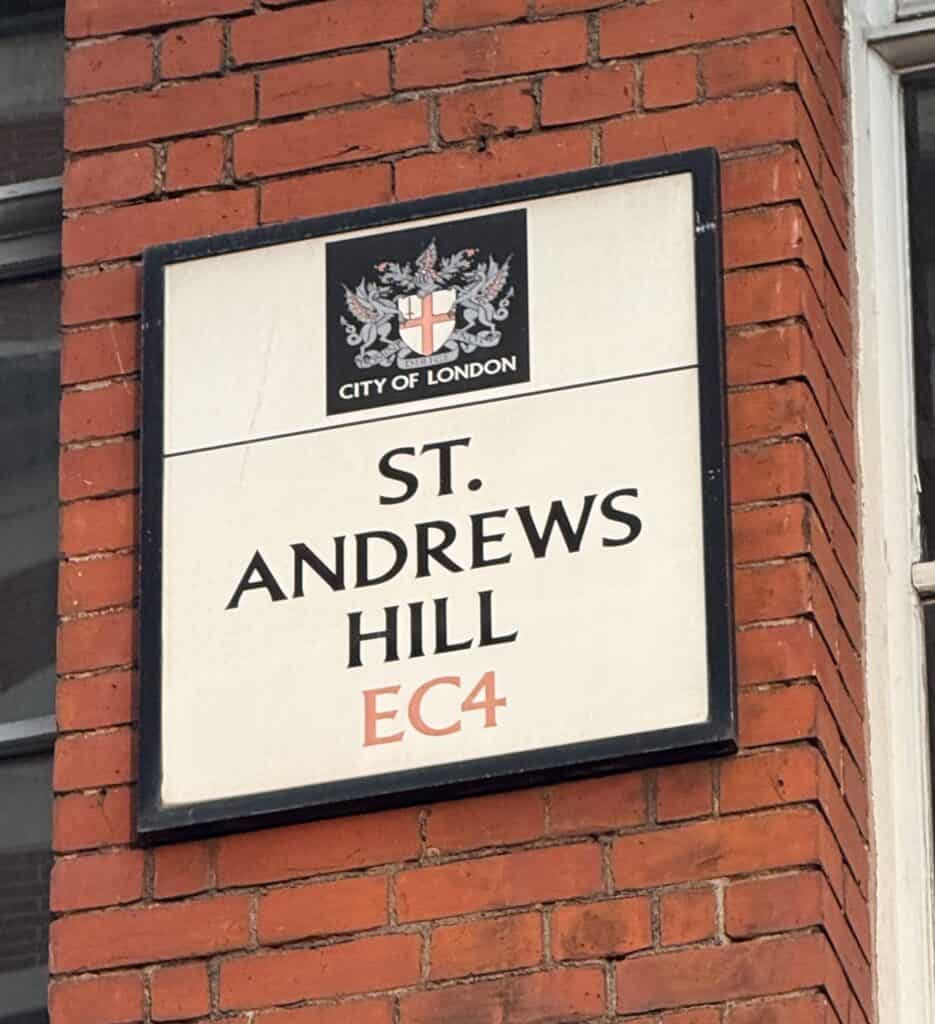 CITY OF LONDON
ST.
ANDREWS
HILL
EC4